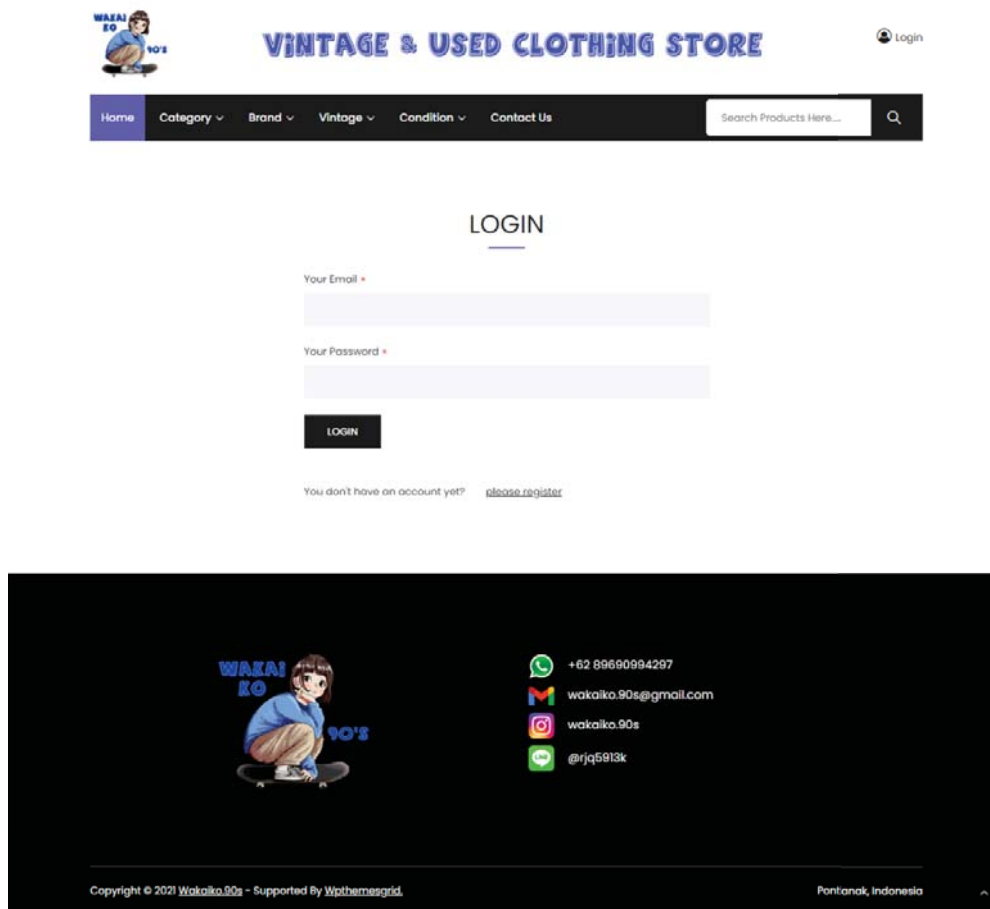 WAKAI
KO
90'S
ViNTAGE & USED CLOTHiNG STORE
Login
Home Category Brand Vintage Condition Contact Us Search Products Here....
LOGIN
Your Email *
Your Password *
LOGIN
You don't have an account yet? please register
WAKAi
KO
90'S
+62 89690994297
wakaiko.90s@gmail.com
wakaiko.90s
LINE
@rjq5913k
Copyright © 2021 Wakaiko.90s - Supported By Wpthemesgrid.
Pontianak, Indonesia